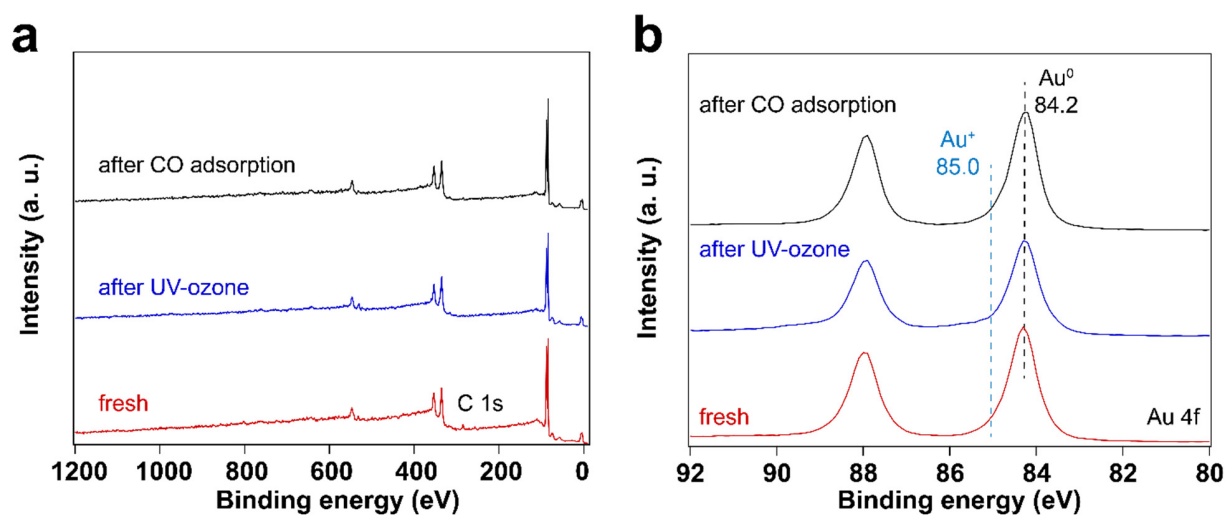 a
Intensity (a. u.)
after CO adsorption
after UV-ozone
fresh
C 1s
1200 1000 800 600 400 200 0
Binding energy (eV)
b
Intensity (a. u.)
after CO adsorption
Au⁰
84.2
Au⁺
85.0
after UV-ozone
fresh
Au 4f
92 90 88 86 84 82 80
Binding energy (eV)